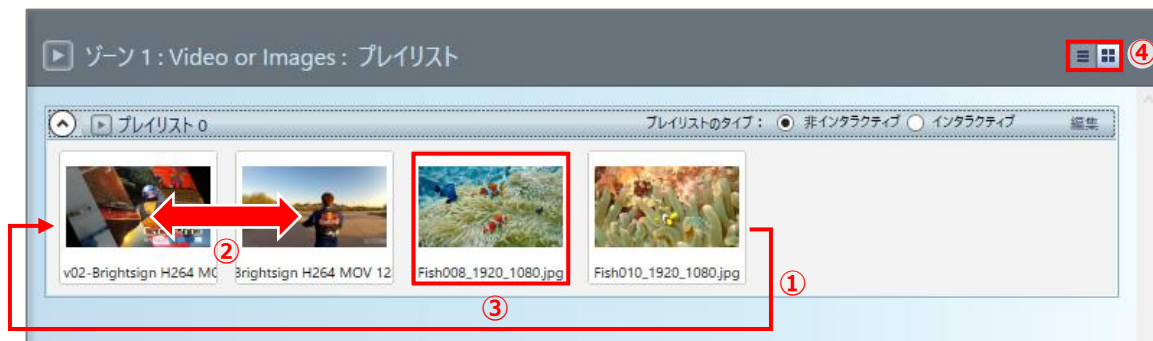 ゾーン 1 : Video or Images : プレイリスト
④
プレイリスト 0
プレイリストのタイプ : 非インタラクティブ インタラクティブ 編集
②
v02-Brightsign H264 MO
Brightsign H264 MOV 12
Fish008_1920_1080.jpg
Fish010_1920_1080.jpg
①
③